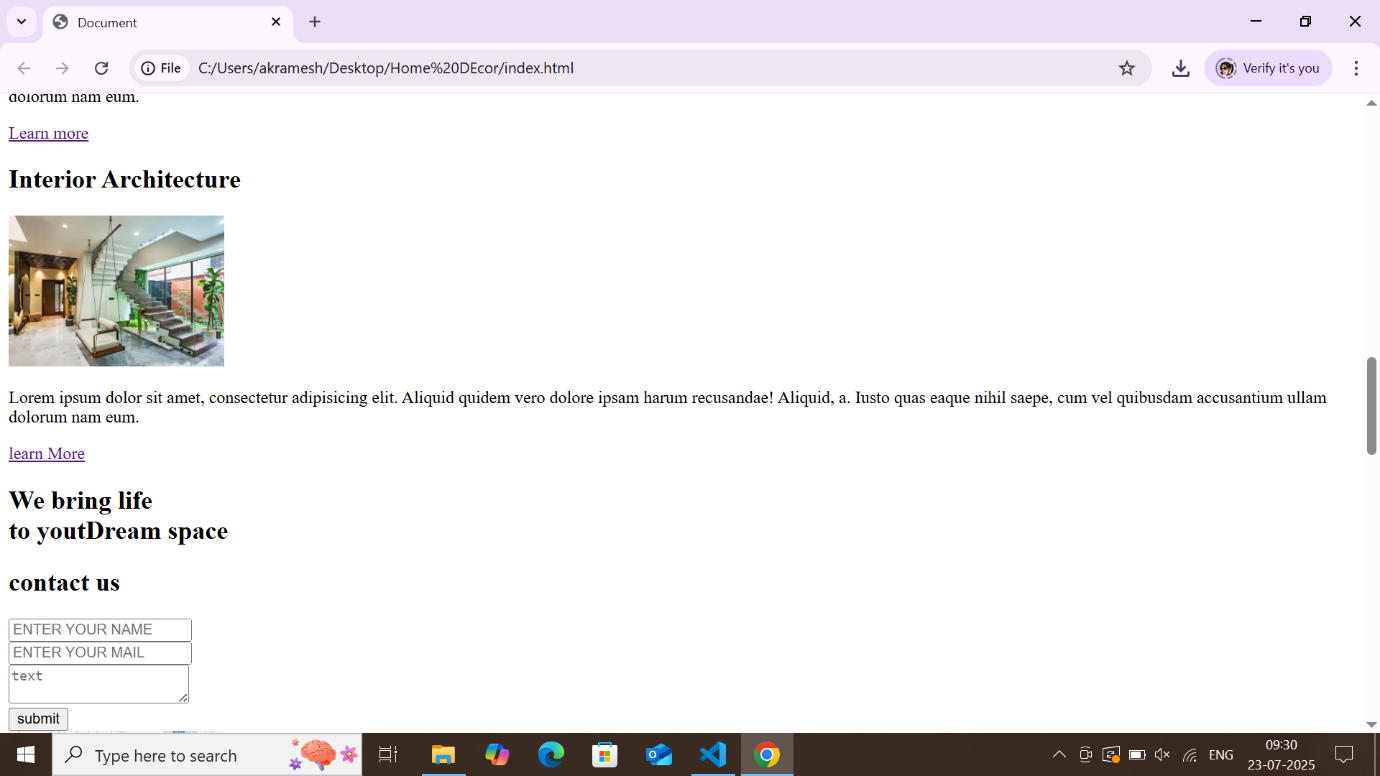 Document
File
C:/Users/akramesh/Desktop/Home%20DEcor/index.html
Verify it's you
dolorum nam eum.
Learn more
Interior Architecture
Lorem ipsum dolor sit amet, consectetur adipisicing elit. Aliquid quidem vero dolore ipsam harum recusandae! Aliquid, a. Iusto quas eaque nihil saepe, cum vel quibusdam accusantium ullam
dolorum nam eum.
learn More
We bring life
to youtDream space
contact us
ENTER YOUR NAME
ENTER YOUR MAIL
text
submit
Type here to search
ENG
09:30
23-07-2025